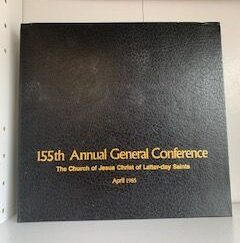 155th Annual General Conference
The Church of Jesus Christ of Latter-day Saints
April 1985